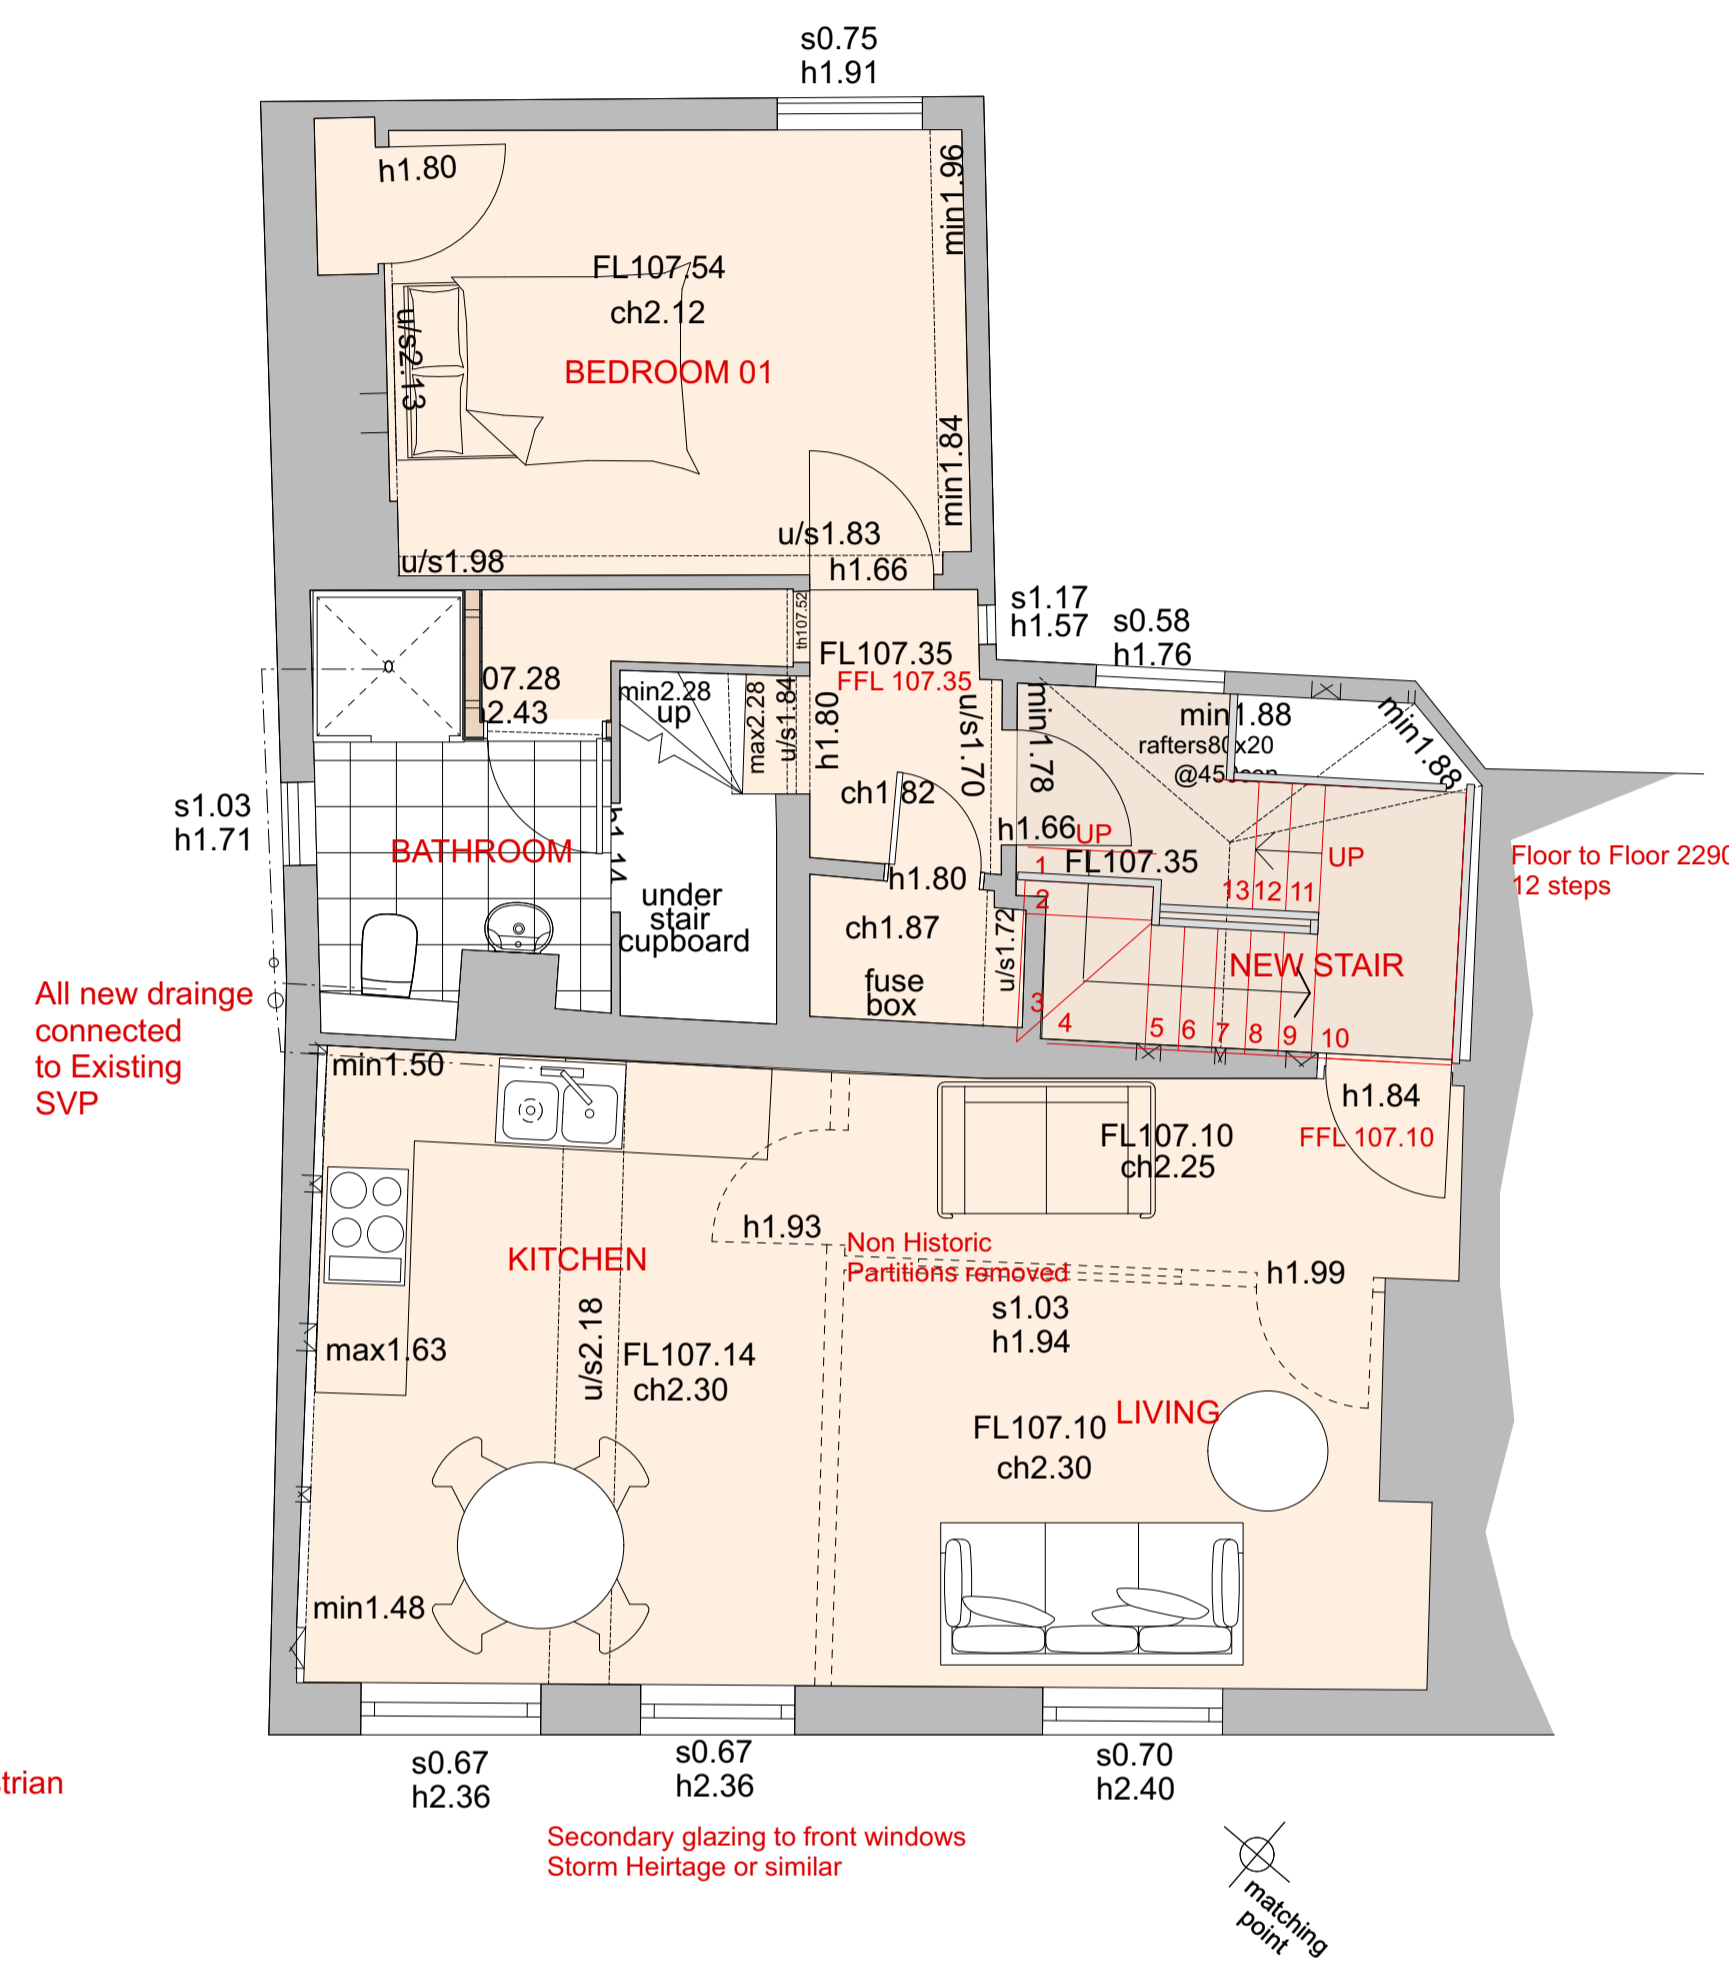 s0.75
h1.91
h1.80
min1.96
FL107.54
ch2.12
u/s2.13
BEDROOM 01
min1.84
u/s1.83
u/s1.98
h1.66
th107.52
s1.17
h1.57
s0.58
h1.76
FL107.35
FFL 107.35
07.28
2.43
min2.28
up
max2.28
u/s1.84
h1.80
u/s1.70
min1.78
min1.88
rafters80x20
min1.88
ch1.82
s1.03
h1.71
BATHROOM
h1.66
UP
1
FL107.35
UP
Floor to Floor 2290
12 steps
h1.80
2
13 12 11
under
stair
cupboard
ch1.87
u/s1.72
fuse
box
NEW STAIR
3
4
5
6
7
8
9
10
All new drainge
connected
to Existing
SVP
min1.50
h1.84
FL107.10
ch2.25
FFL 107.10
h1.93
Non Historic
Partitions removed
KITCHEN
h1.99
s1.03
h1.94
u/s2.18
max1.63
FL107.14
ch2.30
LIVING
FL107.10
ch2.30
min1.48
s0.67
h2.36
s0.67
h2.36
s0.70
h2.40
trian
Secondary glazing to front windows
Storm Heirtage or similar
matching
point